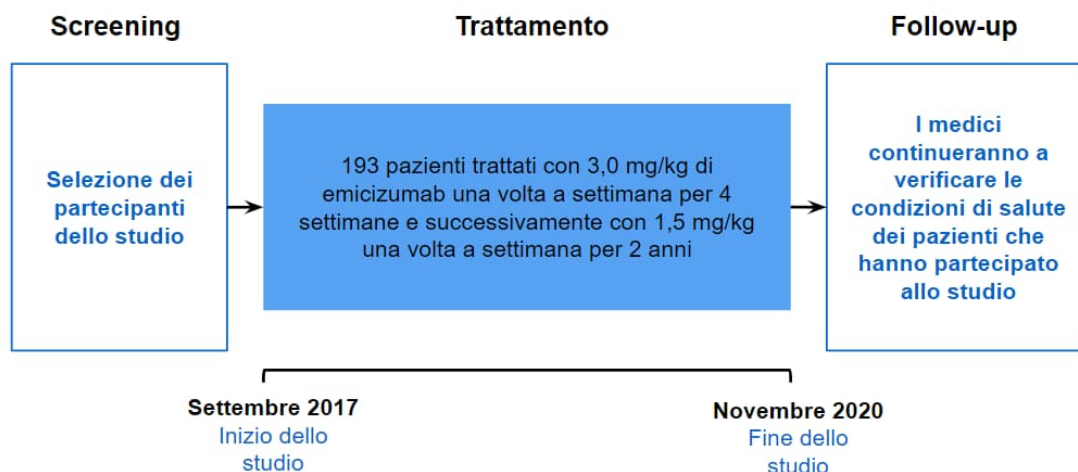 Screening
Trattamento
Follow-up
Selezione dei
partecipanti
dello studio
193 pazienti trattati con 3,0 mg/kg di
emicizumab una volta a settimana per 4
settimane e successivamente con 1,5 mg/kg
una volta a settimana per 2 anni
I medici
continueranno a
verificare le
condizioni di salute
dei pazienti che
hanno partecipato
allo studio
Settembre 2017
Inizio dello
studio
Novembre 2020
Fine dello
studio